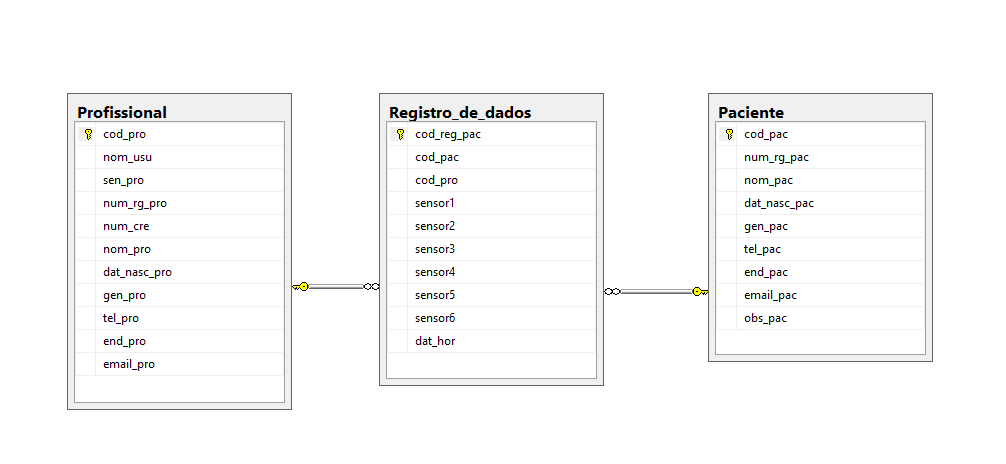 Profissional
cod_pro
nom_usu
sen_pro
num_rg_pro
num_cre
nom_pro
dat_nasc_pro
gen_pro
tel_pro
end_pro
email_pro
Registro_de_dados
cod_reg_pac
cod_pac
cod_pro
sensor1
sensor2
sensor3
sensor4
sensor5
sensor6
dat_hor
Paciente
cod_pac
num_rg_pac
nom_pac
dat_nasc_pac
gen_pac
tel_pac
end_pac
email_pac
obs_pac